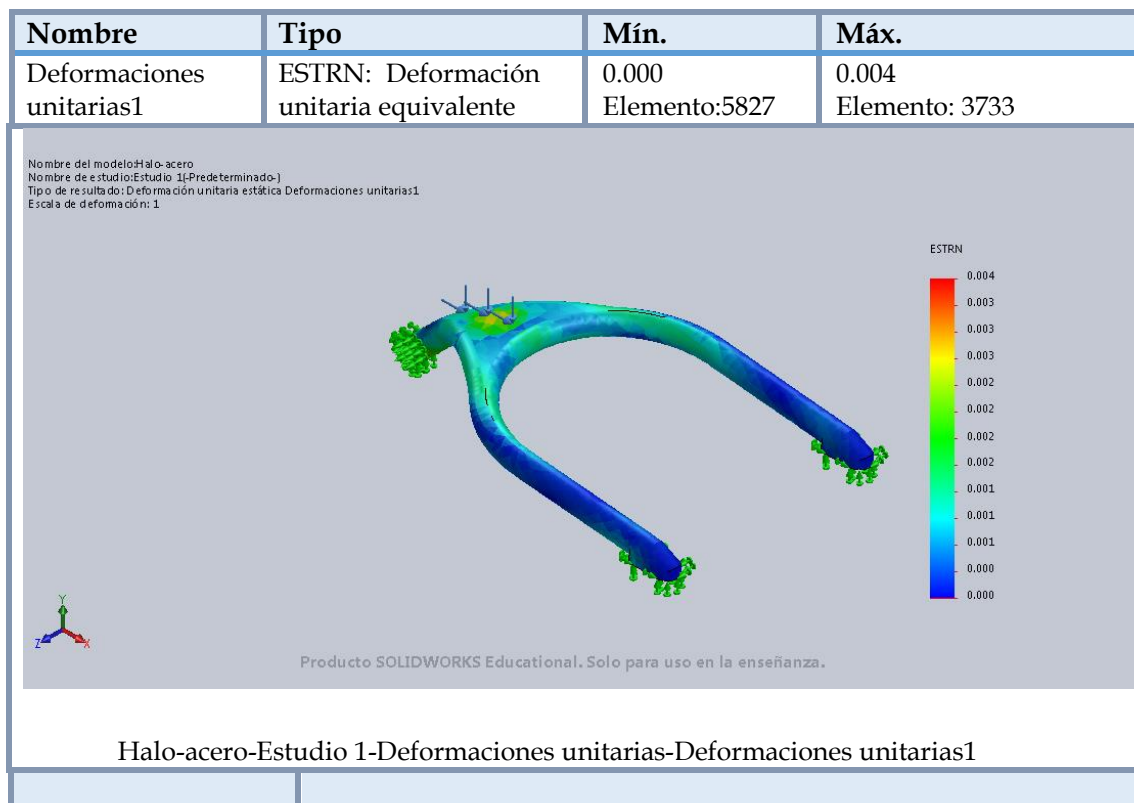 Nombre Tipo Mín. Máx.
Deformaciones unitarias1 ESTRN: Deformación unitaria equivalente 0.000 Elemento:5827 0.004 Elemento: 3733
Nombre del modelo:Halo-acero
Nombre de estudio:Estudio 1(-Predeterminado-)
Tipo de resultado: Deformación unitaria estática Deformaciones unitarias1
Escala de deformación: 1
ESTRN
0.004
0.003
0.003
0.003
0.002
0.002
0.002
0.002
0.001
0.001
0.000
0.000
Y
Z X
Producto SOLIDWORKS Educational. Solo para uso en la enseñanza.
Halo-acero-Estudio 1-Deformaciones unitarias-Deformaciones unitarias1